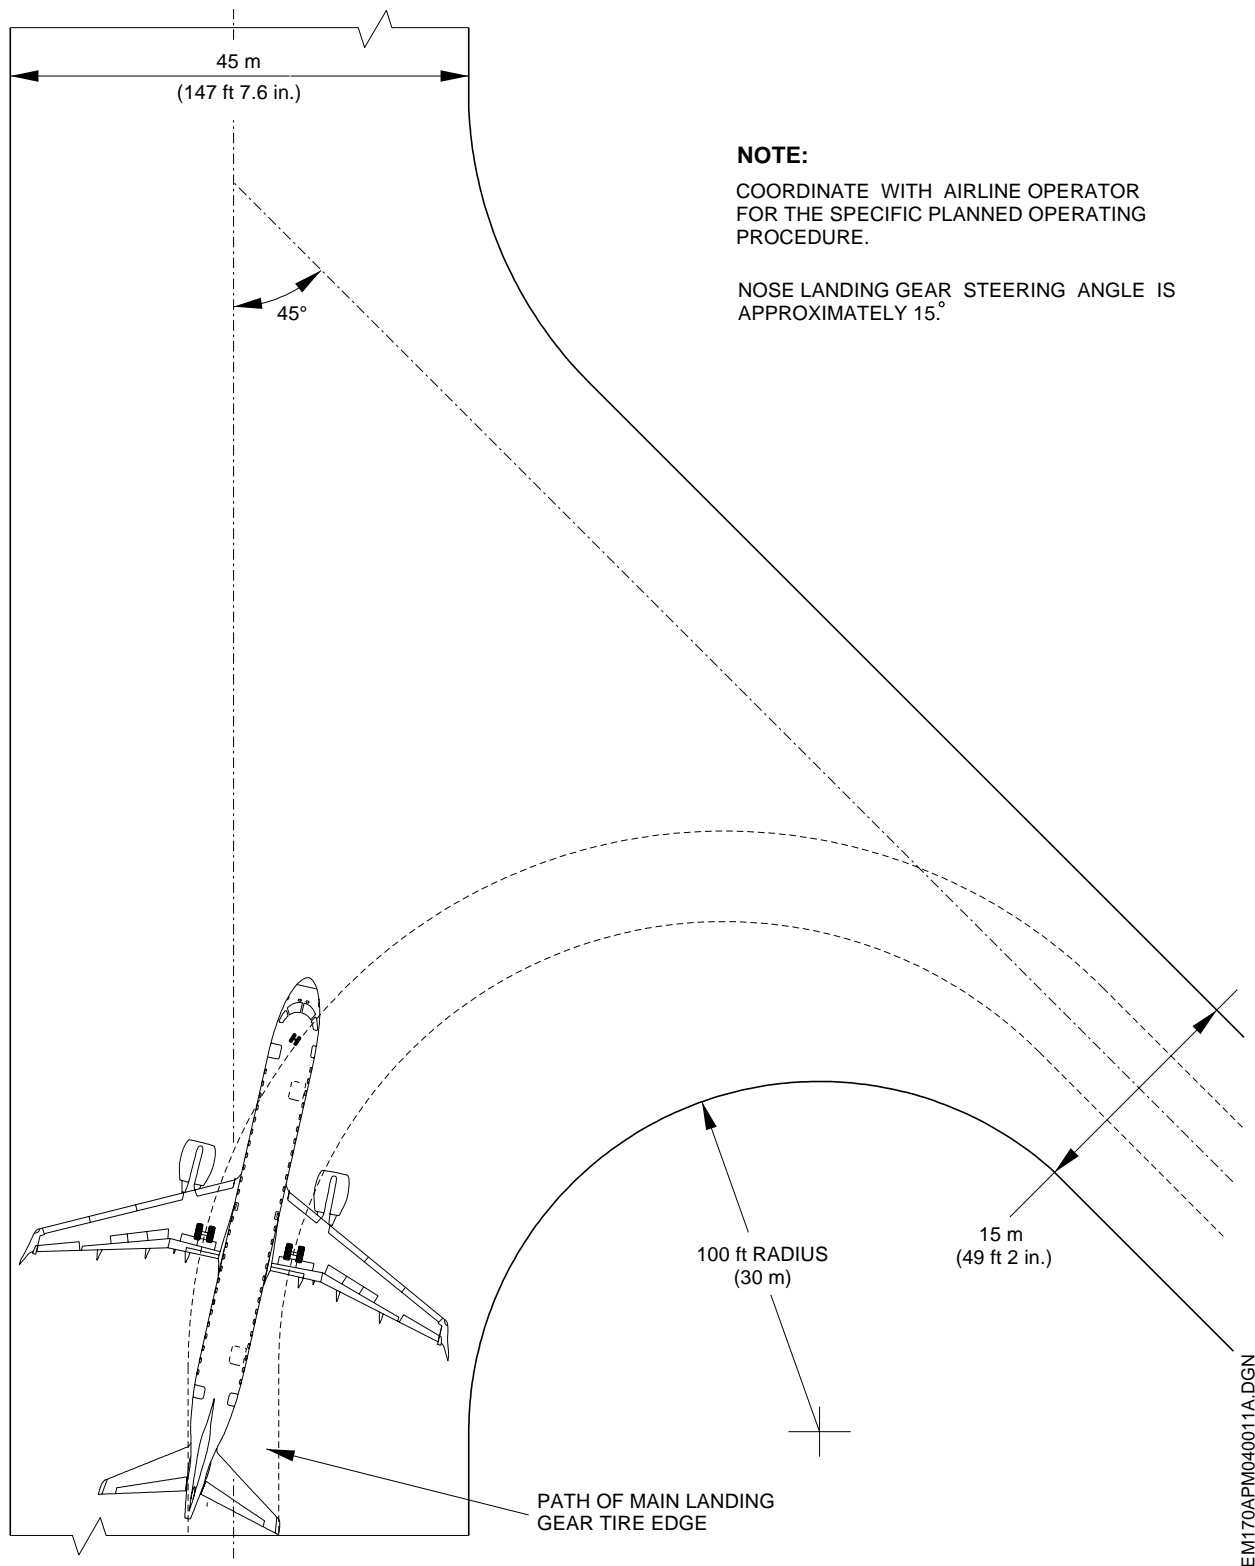 45 m
(147 ft 7.6 in.)
NOTE:
COORDINATE WITH AIRLINE OPERATOR
FOR THE SPECIFIC PLANNED OPERATING
PROCEDURE.
NOSE LANDING GEAR STEERING ANGLE IS
APPROXIMATELY 15.°
45°
15 m
(49 ft 2 in.)
100 ft RADIUS
(30 m)
PATH OF MAIN LANDING
GEAR TIRE EDGE
EM170APM040011A.DGN